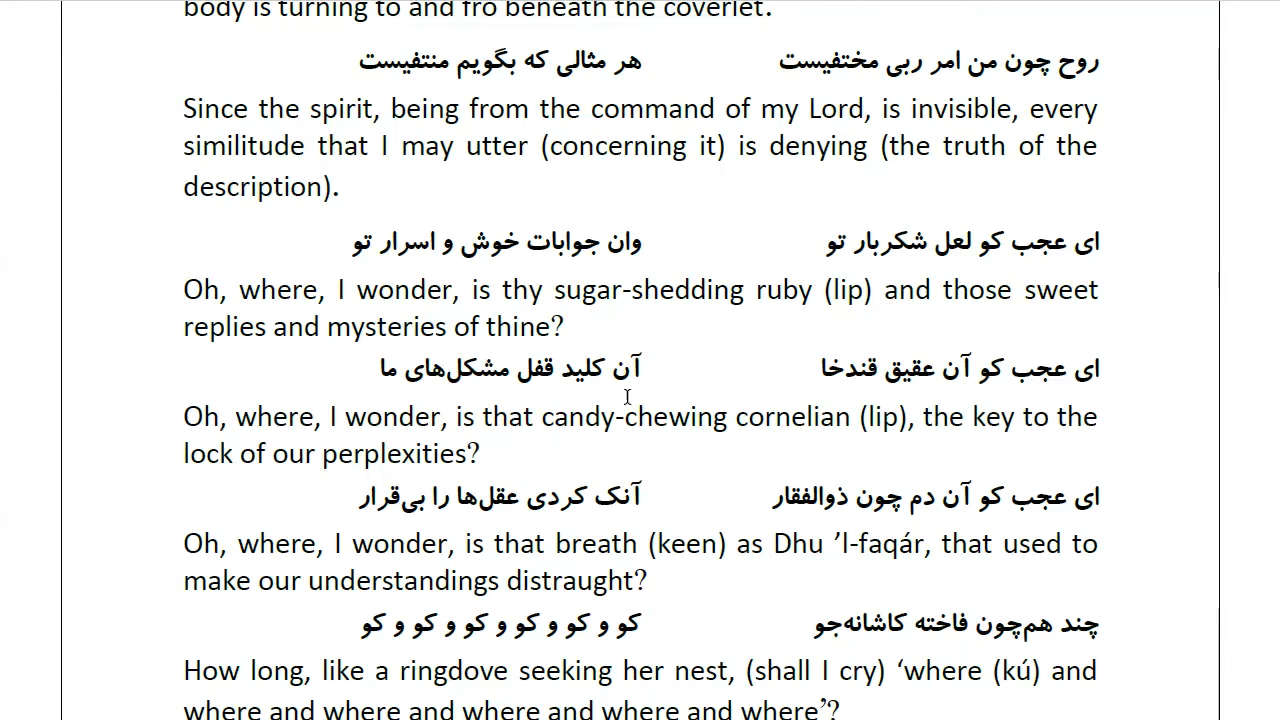 body is turning to and fro beneath the coverlet.
روح چون من امر ربی مختفیست هر مثالی که بگویم منتفیست
Since the spirit, being from the command of my Lord, is invisible, every
similitude that I may utter (concerning it) is denying (the truth of the
description).
ای عجب کو لعل شکربار تو وان جوابات خوش و اسرار تو
Oh, where, I wonder, is thy sugar-shedding ruby (lip) and those sweet
replies and mysteries of thine?
ای عجب کو آن عقیق قندخا آن کلید قفل مشکل‌های ما
Oh, where, I wonder, is that candy-chewing cornelian (lip), the key to the
lock of our perplexities?
ای عجب کو آن دم چون ذوالفقار آنک کردی عقل‌ها را بی‌قرار
Oh, where, I wonder, is that breath (keen) as Dhu ’l-faqár, that used to
make our understandings distraught?
چند هم‌چون فاخته کاشانه‌جو کو و کو و کو و کو و کو و کو
How long, like a ringdove seeking her nest, (shall I cry) ‘where (kú) and
where and where and where and where and where’?